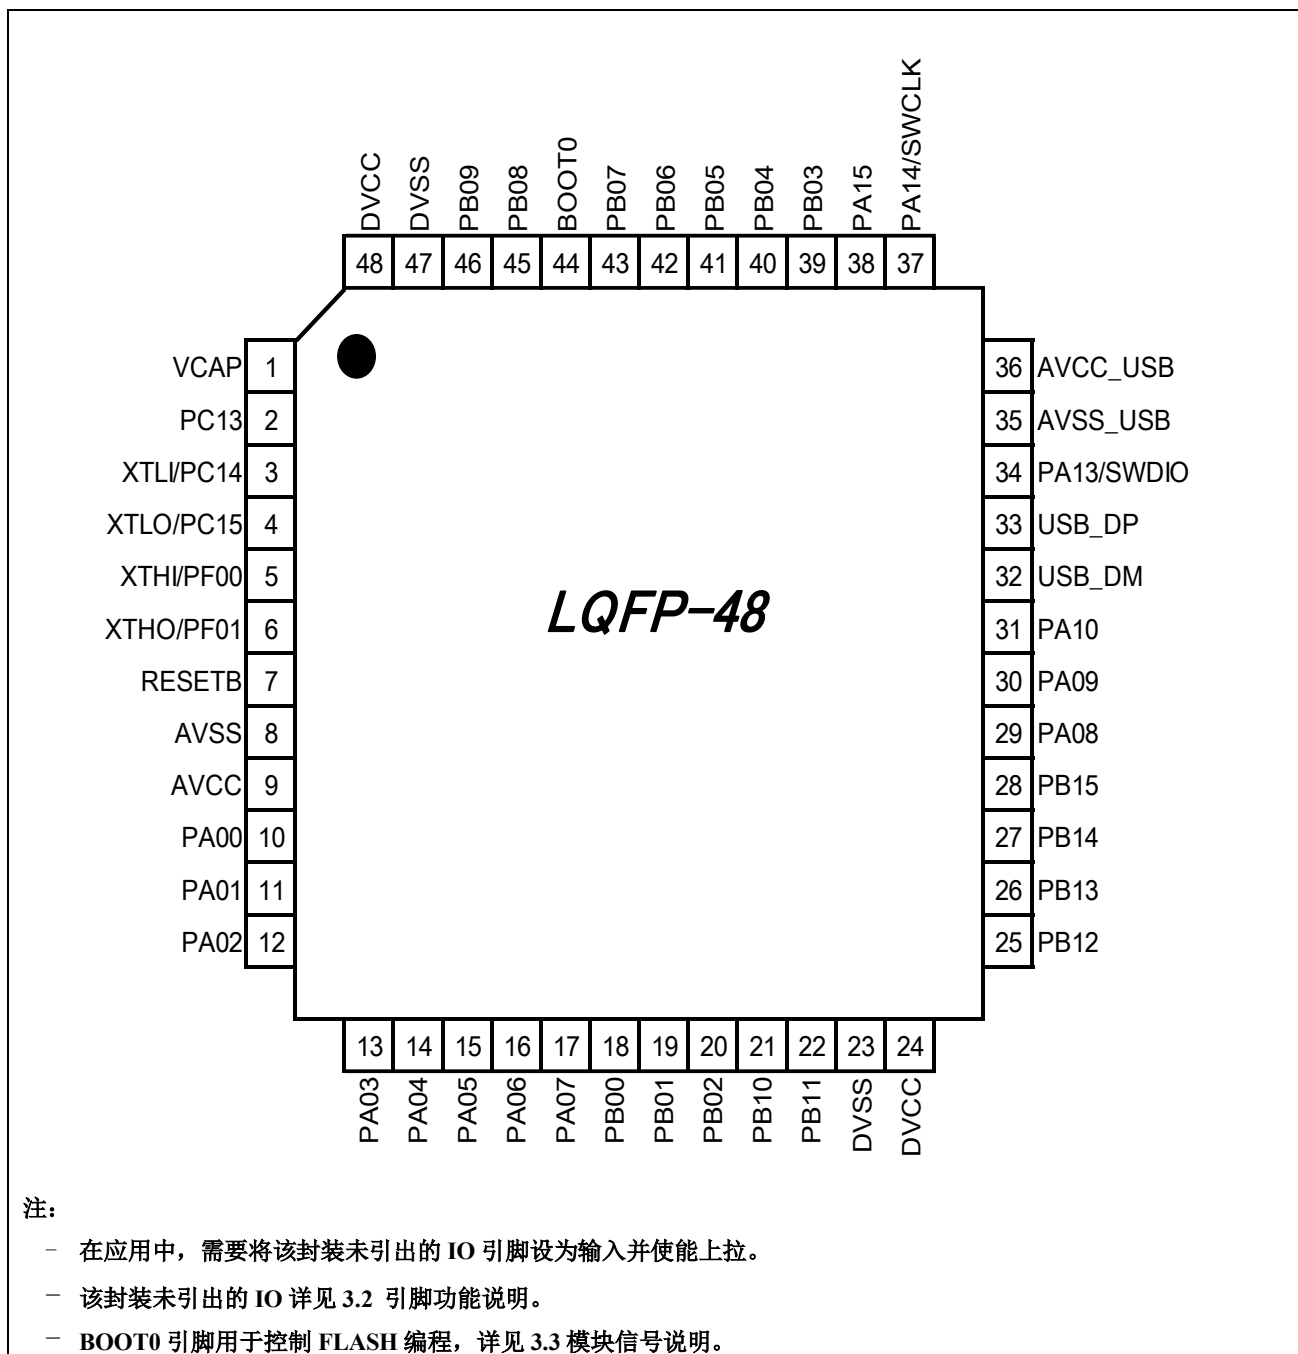 DVCC
DVSS
PB09
PB08
BOOT0
PB07
PB06
PB05
PB04
PB03
PA15
PA14/SWCLK
48 47 46 45 44 43 42 41 40 39 38 37
VCAP 1
PC13 2
XTLI/PC14 3
XTLO/PC15 4
XTHI/PF00 5
XTHO/PF01 6
RESETB 7
AVSS 8
AVCC 9
PA00 10
PA01 11
PA02 12
LQFP-48
36 AVCC_USB
35 AVSS_USB
34 PA13/SWDIO
33 USB_DP
32 USB_DM
31 PA10
30 PA09
29 PA08
28 PB15
27 PB14
26 PB13
25 PB12
13 14 15 16 17 18 19 20 21 22 23 24
PA03
PA04
PA05
PA06
PA07
PB00
PB01
PB02
PB10
PB11
DVSS
DVCC
注：
– 在应用中，需要将该封装未引出的 IO 引脚设为输入并使能上拉。
– 该封装未引出的 IO 详见 3.2 引脚功能说明。
– BOOT0 引脚用于控制 FLASH 编程，详见 3.3 模块信号说明。